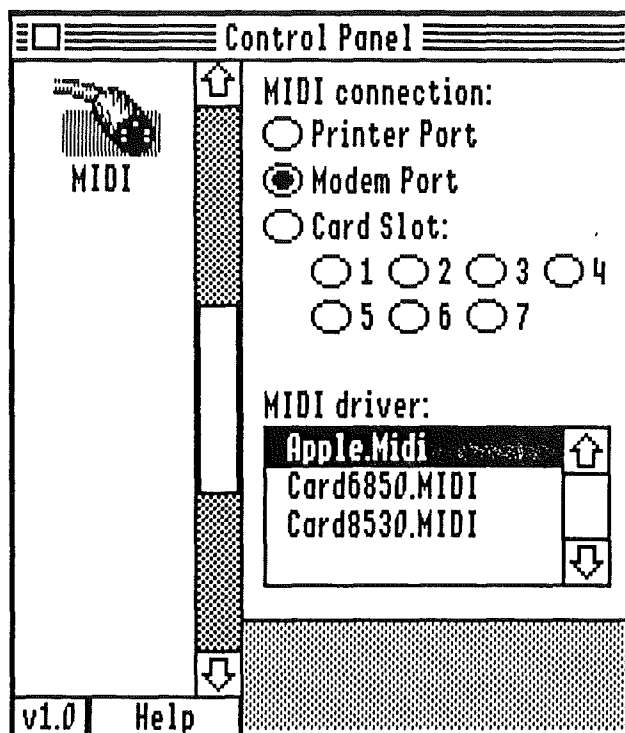 Control Panel
MIDI
MIDI connection:
Printer Port
Modem Port
Card Slot:
1 2 3 4
5 6 7
MIDI driver:
Apple.Midi
Card6850.MIDI
Card8530.MIDI
v1.0 Help